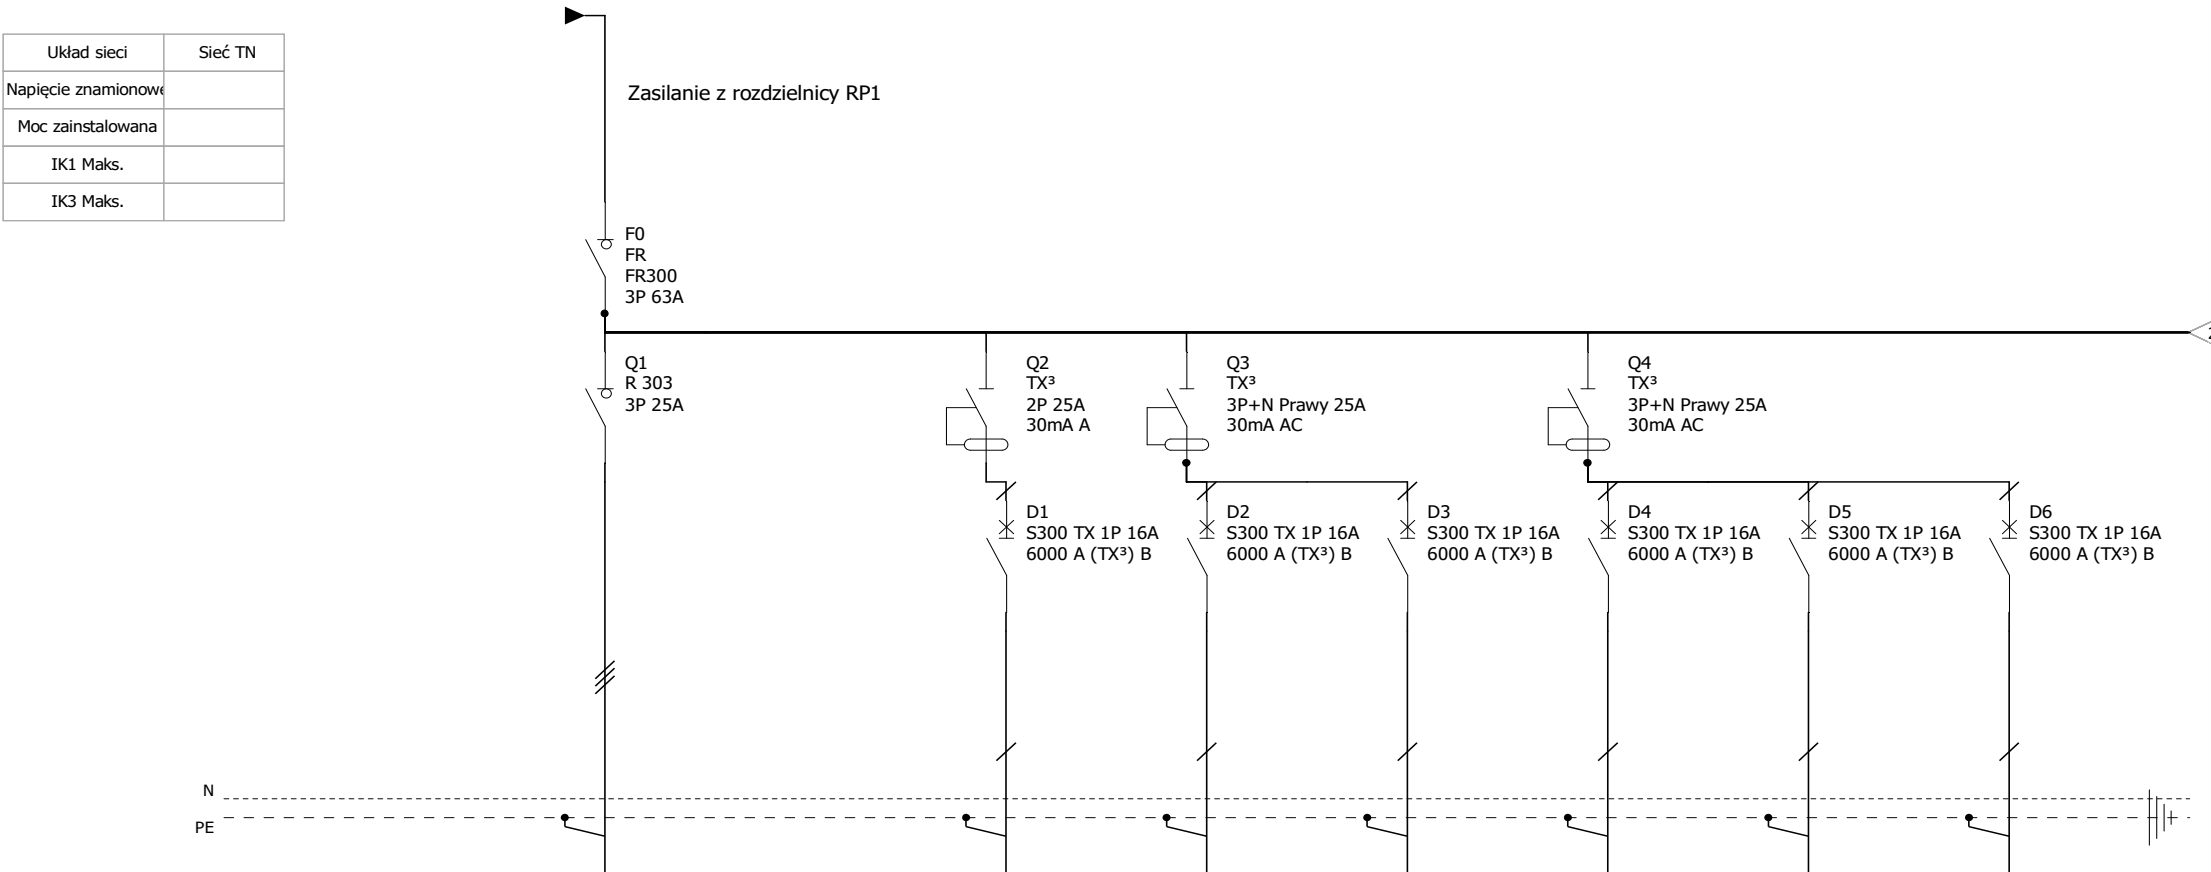 Układ sieci Sieć TN
Napięcie znamionowe
Moc zainstalowana
IK1 Maks.
IK3 Maks.
Zasilanie z rozdzielnicy RP1
F0
FR
FR300
3P 63A
Q1
R 303
3P 25A
Q2
TX³
2P 25A
30mA A
Q3
TX³
3P+N Prawy 25A
30mA AC
Q4
TX³
3P+N Prawy 25A
30mA AC
D1
S300 TX 1P 16A
6000 A (TX³) B
D2
S300 TX 1P 16A
6000 A (TX³) B
D3
S300 TX 1P 16A
6000 A (TX³) B
D4
S300 TX 1P 16A
6000 A (TX³) B
D5
S300 TX 1P 16A
6000 A (TX³) B
D6
S300 TX 1P 16A
6000 A (TX³) B
N
PE